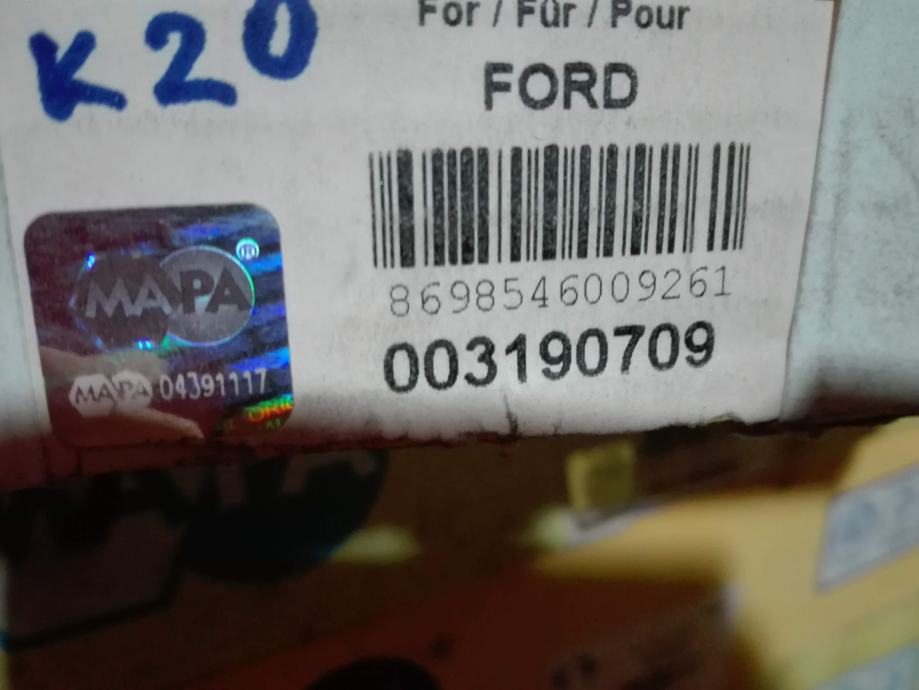 K20
For / Für / Pour
FORD
8698546009261
003190709
MAPA®
MAPA 04391117